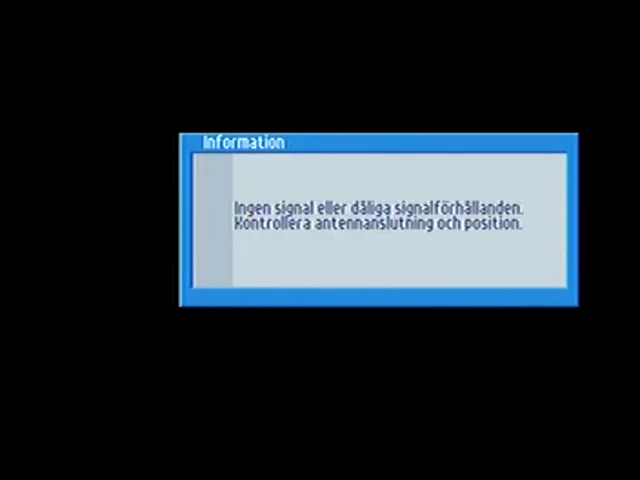 Information
Ingen signal eller dåliga signalförhållanden.
Kontrollera antennanslutning och position.